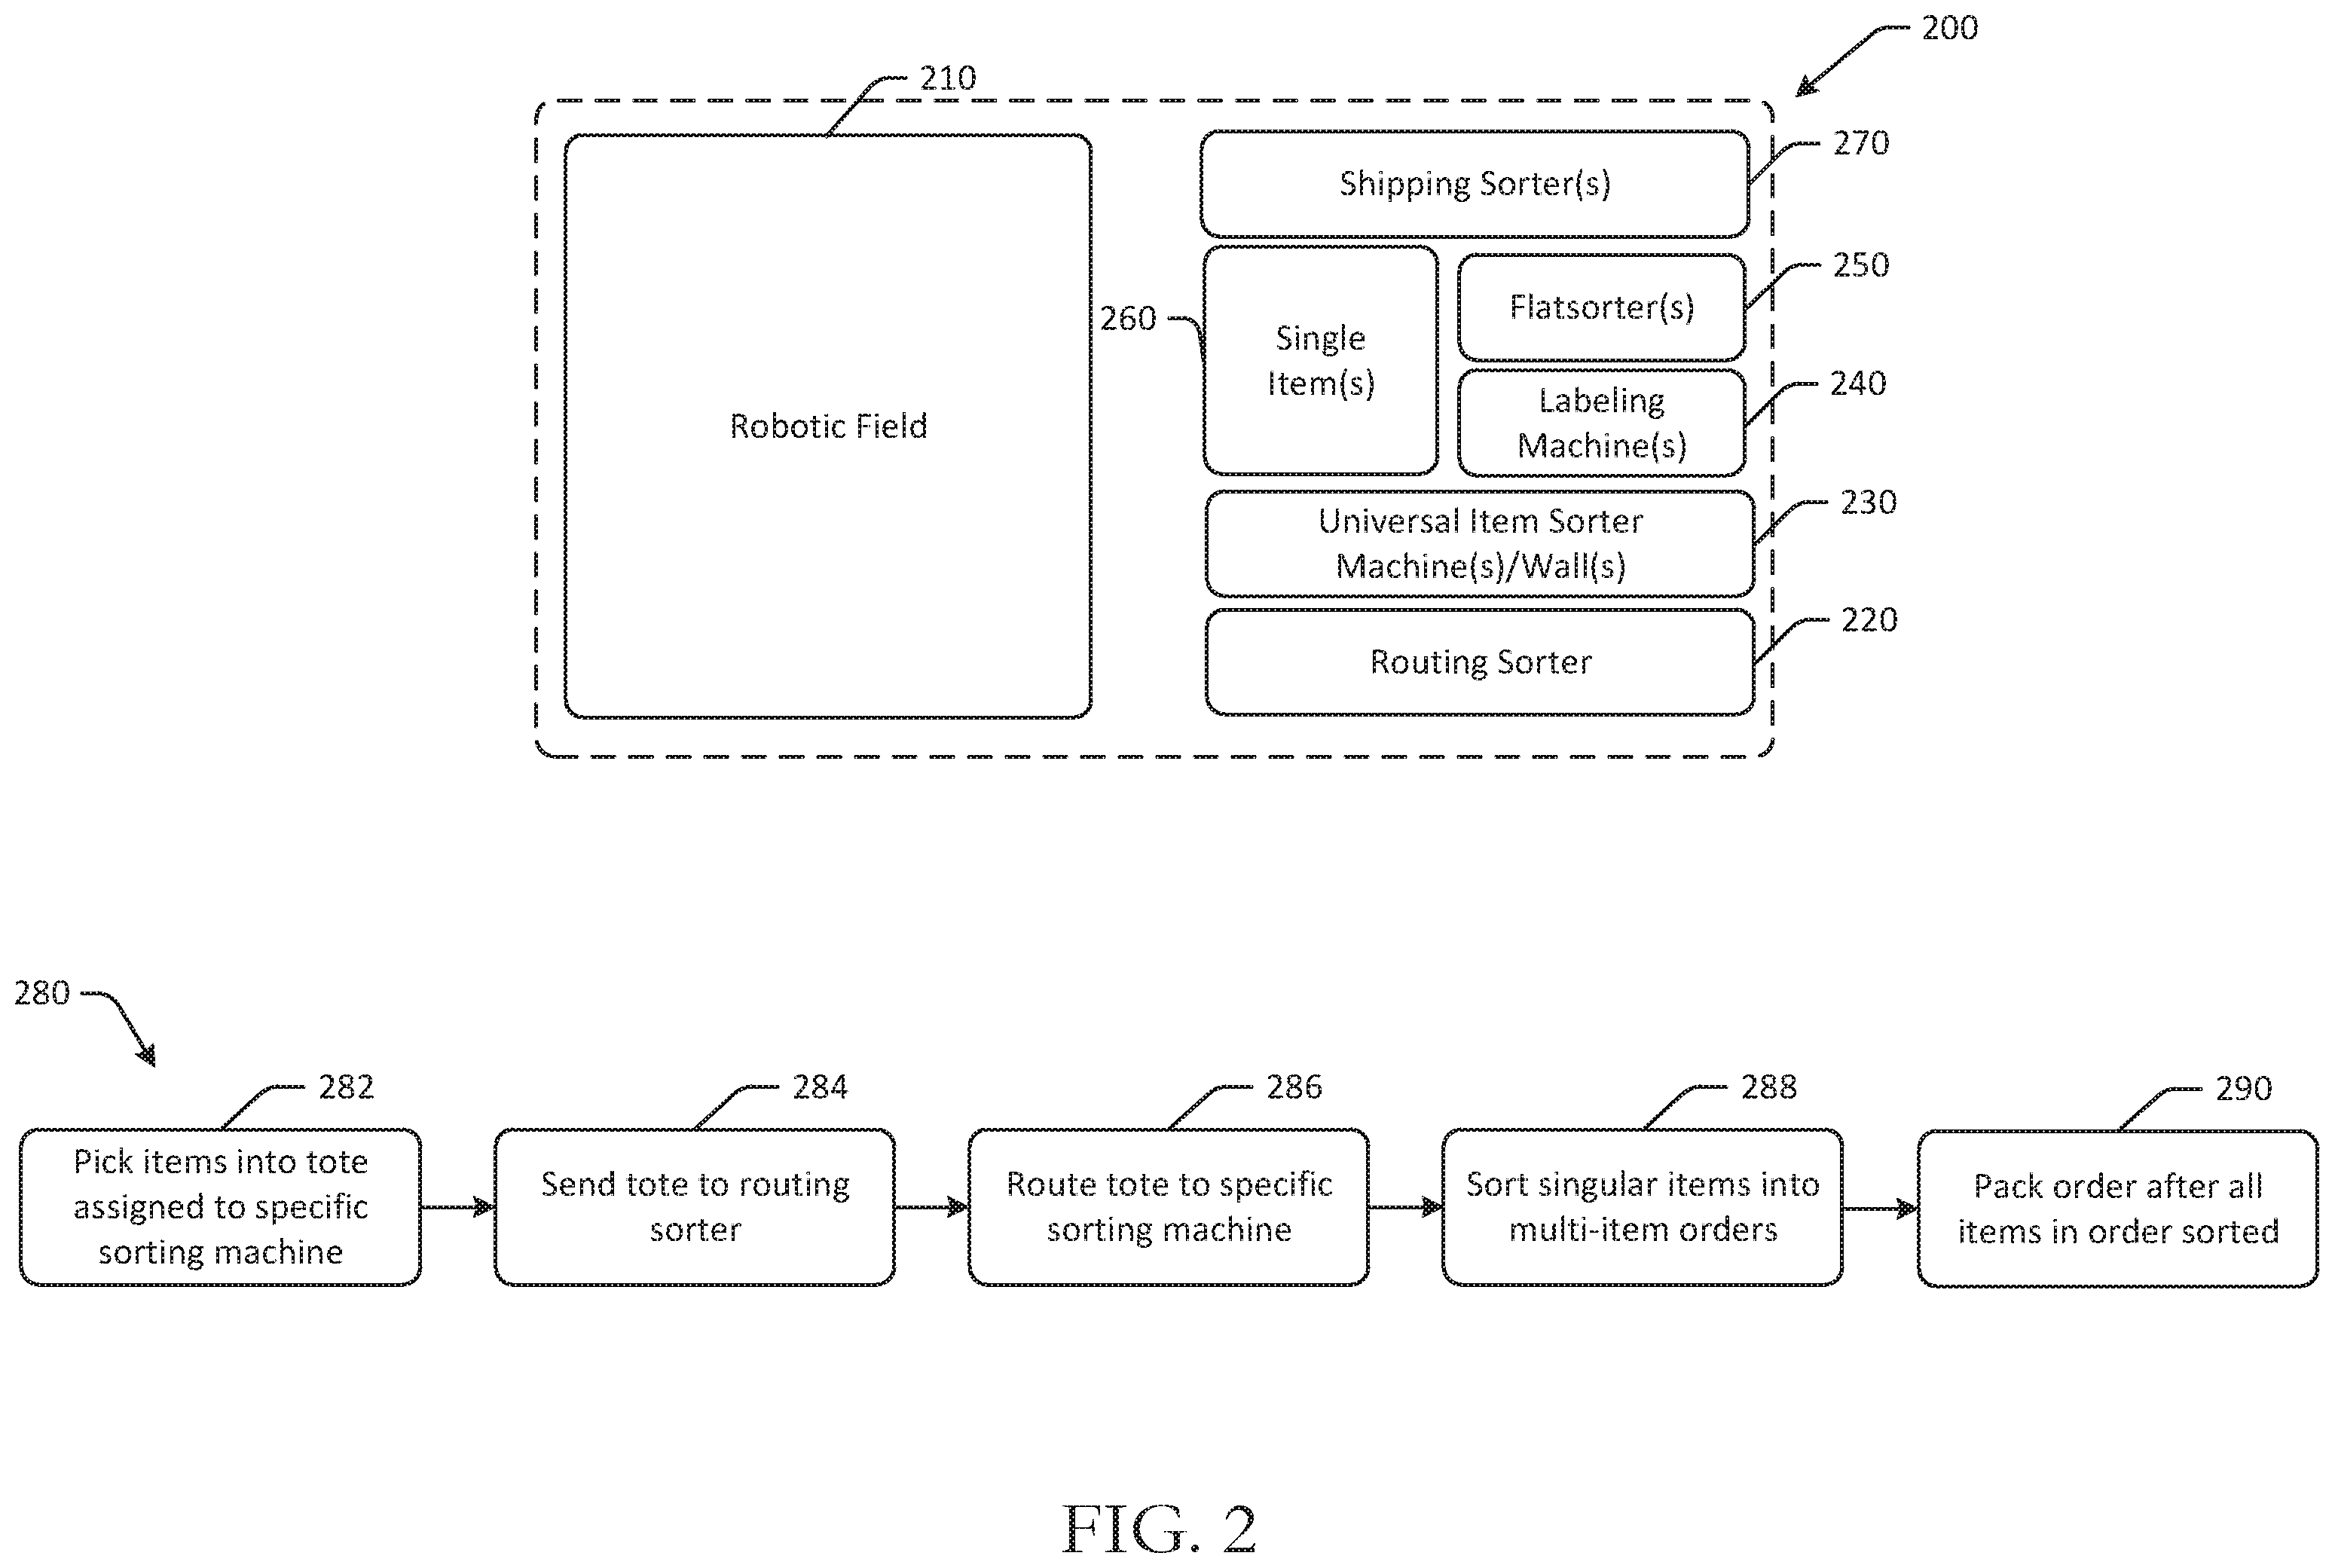 200
210
270
Shipping Sorter(s)
250
Flatsorter(s)
260
Single
Item(s)
240
Labeling
Machine(s)
Robotic Field
230
Universal Item Sorter
Machine(s)/Wall(s)
220
Routing Sorter
280
282
284
286
288
290
Pick items into tote
assigned to specific
sorting machine
Send tote to routing
sorter
Route tote to specific
sorting machine
Sort singular items into
multi-item orders
Pack order after all
items in order sorted
FIG. 2